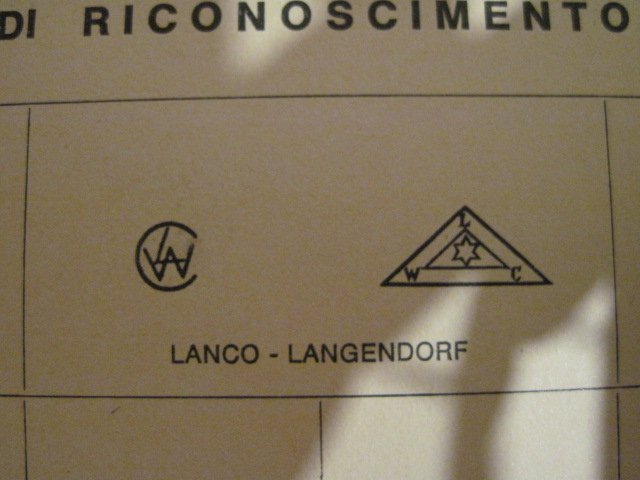 DI RICONOSCIMENTO
L
W C
LANCO - LANGENDORF